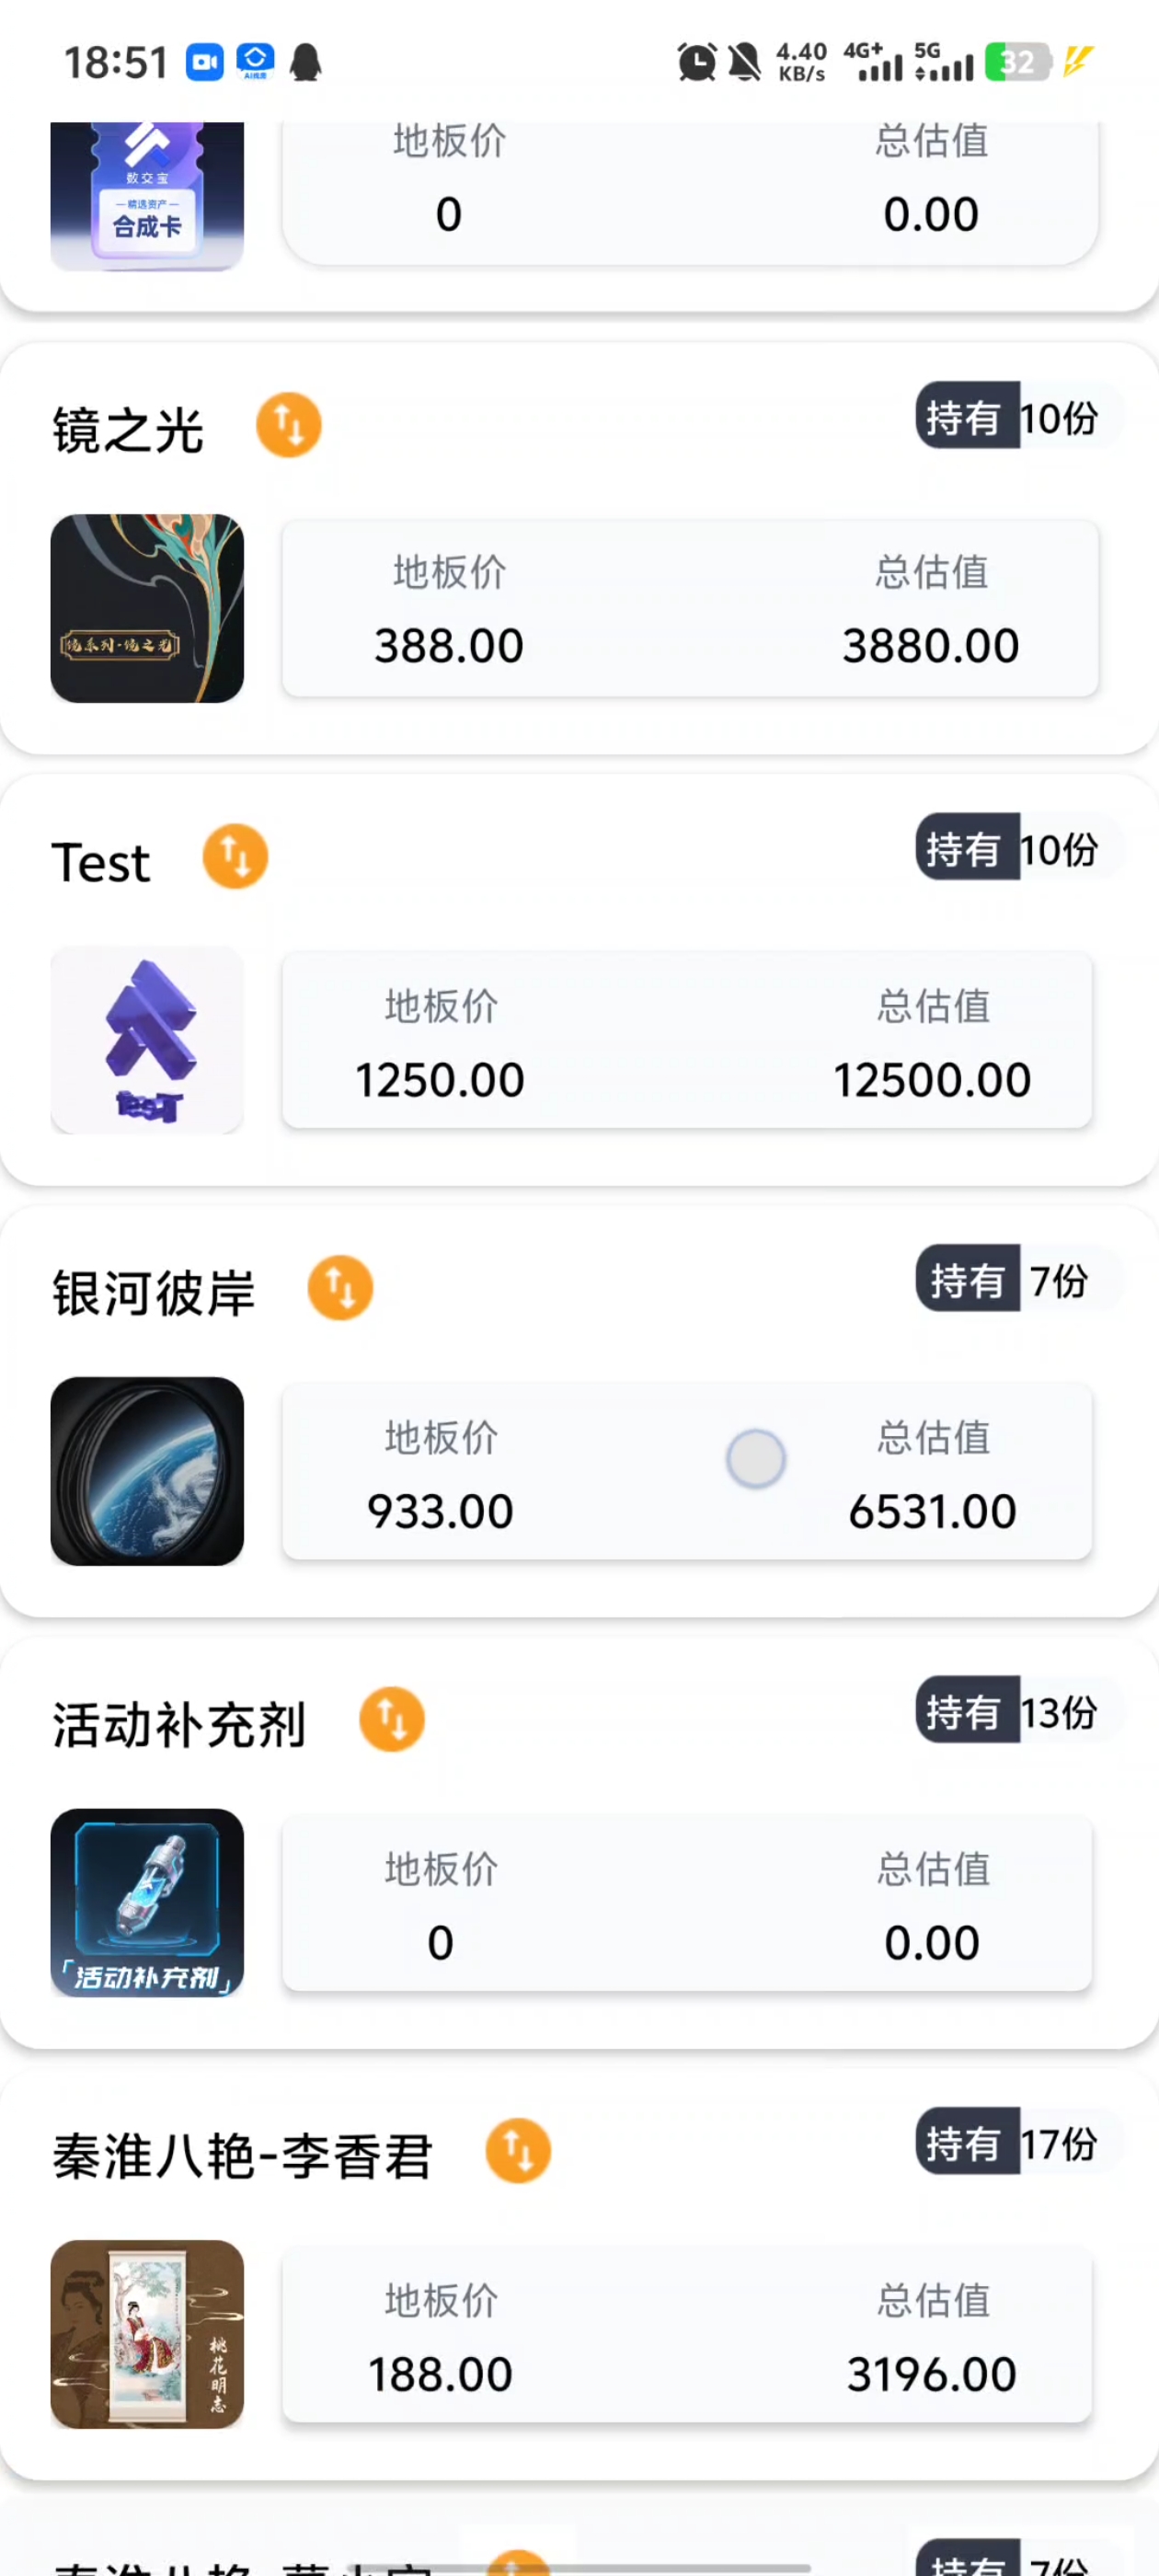 18:51 AI线图 4.40 KB/s 4G+ 5G 32
数交宝
精选资产
合成卡
地板价 总估值
0 0.00
镜之光 持有 10份
镜系列·镜之光
地板价 总估值
388.00 3880.00
Test 持有 10份
TEST
地板价 总估值
1250.00 12500.00
银河彼岸 持有 7份
地板价 总估值
933.00 6531.00
活动补充剂 持有 13份
「活动补充剂」
地板价 总估值
0 0.00
秦淮八艳-李香君 持有 17份
桃花明志
地板价 总估值
188.00 3196.00
持有 7份